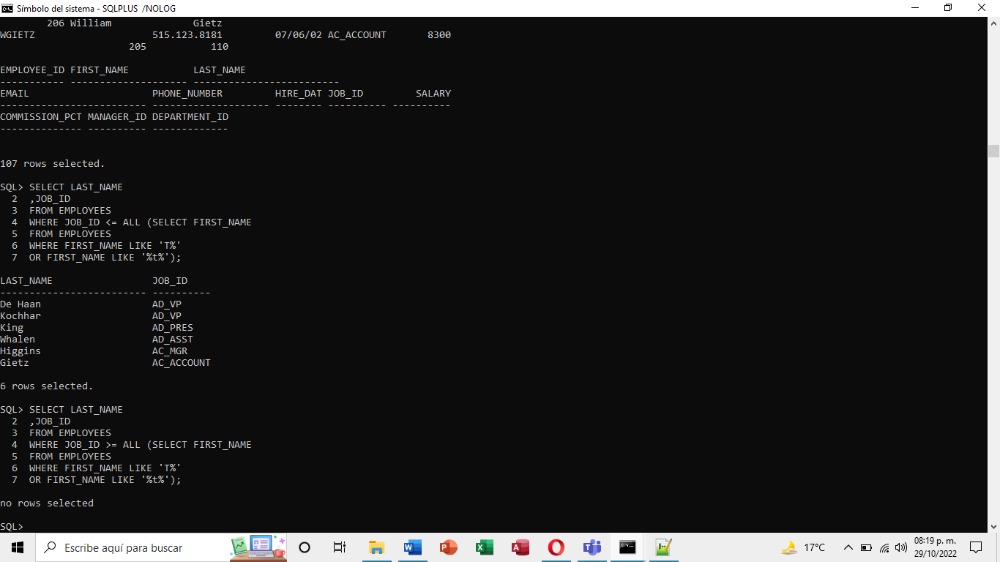 Símbolo del sistema - SQLPLUS /NOLOG
206 William Gietz
WGIETZ 515.123.8181 07/06/02 AC_ACCOUNT 8300
205 110
EMPLOYEE_ID FIRST_NAME LAST_NAME
----------- -------------------- -------------------------
EMAIL PHONE_NUMBER HIRE_DAT JOB_ID SALARY
------------------------- -------------------- -------- ---------- ----------
COMMISSION_PCT MANAGER_ID DEPARTMENT_ID
-------------- ---------- -------------
107 rows selected.
SQL> SELECT LAST_NAME
2 ,JOB_ID
3 FROM EMPLOYEES
4 WHERE JOB_ID <= ALL (SELECT FIRST_NAME
5 FROM EMPLOYEES
6 WHERE FIRST_NAME LIKE 'T%'
7 OR FIRST_NAME LIKE '%t%');
LAST_NAME JOB_ID
------------------------- ----------
De Haan AD_VP
Kochhar AD_VP
King AD_PRES
Whalen AD_ASST
Higgins AC_MGR
Gietz AC_ACCOUNT
6 rows selected.
SQL> SELECT LAST_NAME
2 ,JOB_ID
3 FROM EMPLOYEES
4 WHERE JOB_ID >= ALL (SELECT FIRST_NAME
5 FROM EMPLOYEES
6 WHERE FIRST_NAME LIKE 'T%'
7 OR FIRST_NAME LIKE '%t%');
no rows selected
SQL>
Escribe aquí para buscar
17°C
08:19 p. m.
29/10/2022